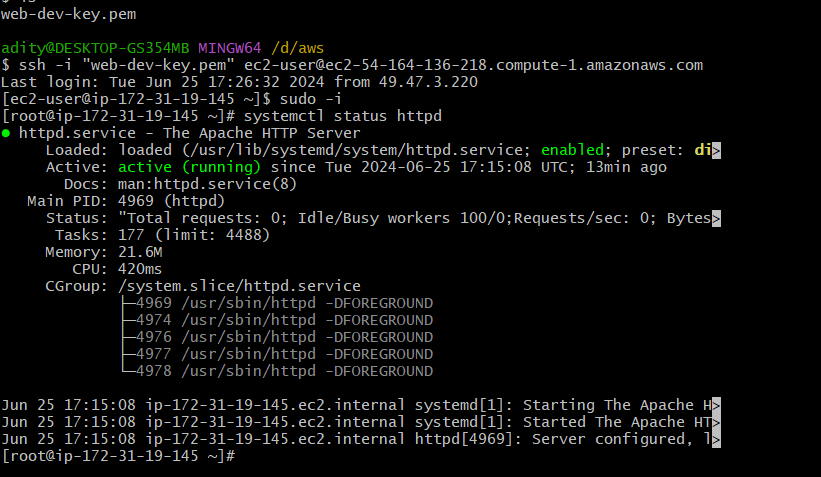 web-dev-key.pem
adity@DESKTOP-GS354MB MINGW64 /d/aws
$ ssh -i "web-dev-key.pem" ec2-user@ec2-54-164-136-218.compute-1.amazonaws.com
Last login: Tue Jun 25 17:26:32 2024 from 49.47.3.220
[ec2-user@ip-172-31-19-145 ~]$ sudo -i
[root@ip-172-31-19-145 ~]# systemctl status httpd
● httpd.service - The Apache HTTP Server
     Loaded: loaded (/usr/lib/systemd/system/httpd.service; enabled; preset: di>
     Active: active (running) since Tue 2024-06-25 17:15:08 UTC; 13min ago
       Docs: man:httpd.service(8)
   Main PID: 4969 (httpd)
     Status: "Total requests: 0; Idle/Busy workers 100/0;Requests/sec: 0; Bytes>
      Tasks: 177 (limit: 4488)
     Memory: 21.6M
        CPU: 420ms
     CGroup: /system.slice/httpd.service
             ├─4969 /usr/sbin/httpd -DFOREGROUND
             ├─4974 /usr/sbin/httpd -DFOREGROUND
             ├─4976 /usr/sbin/httpd -DFOREGROUND
             ├─4977 /usr/sbin/httpd -DFOREGROUND
             └─4978 /usr/sbin/httpd -DFOREGROUND
Jun 25 17:15:08 ip-172-31-19-145.ec2.internal systemd[1]: Starting The Apache H>
Jun 25 17:15:08 ip-172-31-19-145.ec2.internal systemd[1]: Started The Apache HT>
Jun 25 17:15:08 ip-172-31-19-145.ec2.internal httpd[4969]: Server configured, l>
[root@ip-172-31-19-145 ~]#